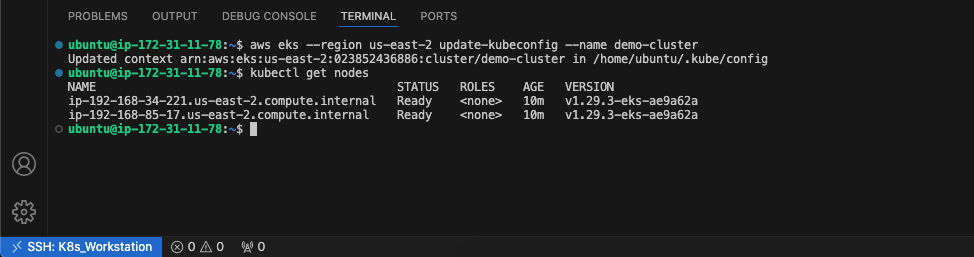 PROBLEMS OUTPUT DEBUG CONSOLE TERMINAL PORTS
ubuntu@ip-172-31-11-78:~$ aws eks --region us-east-2 update-kubeconfig --name demo-cluster
Updated context arn:aws:eks:us-east-2:023852436886:cluster/demo-cluster in /home/ubuntu/.kube/config
ubuntu@ip-172-31-11-78:~$ kubectl get nodes
NAME STATUS ROLES AGE VERSION
ip-192-168-34-221.us-east-2.compute.internal Ready <none> 10m v1.29.3-eks-ae9a62a
ip-192-168-85-17.us-east-2.compute.internal Ready <none> 10m v1.29.3-eks-ae9a62a
ubuntu@ip-172-31-11-78:~$
SSH: K8s_Workstation 0 0 0